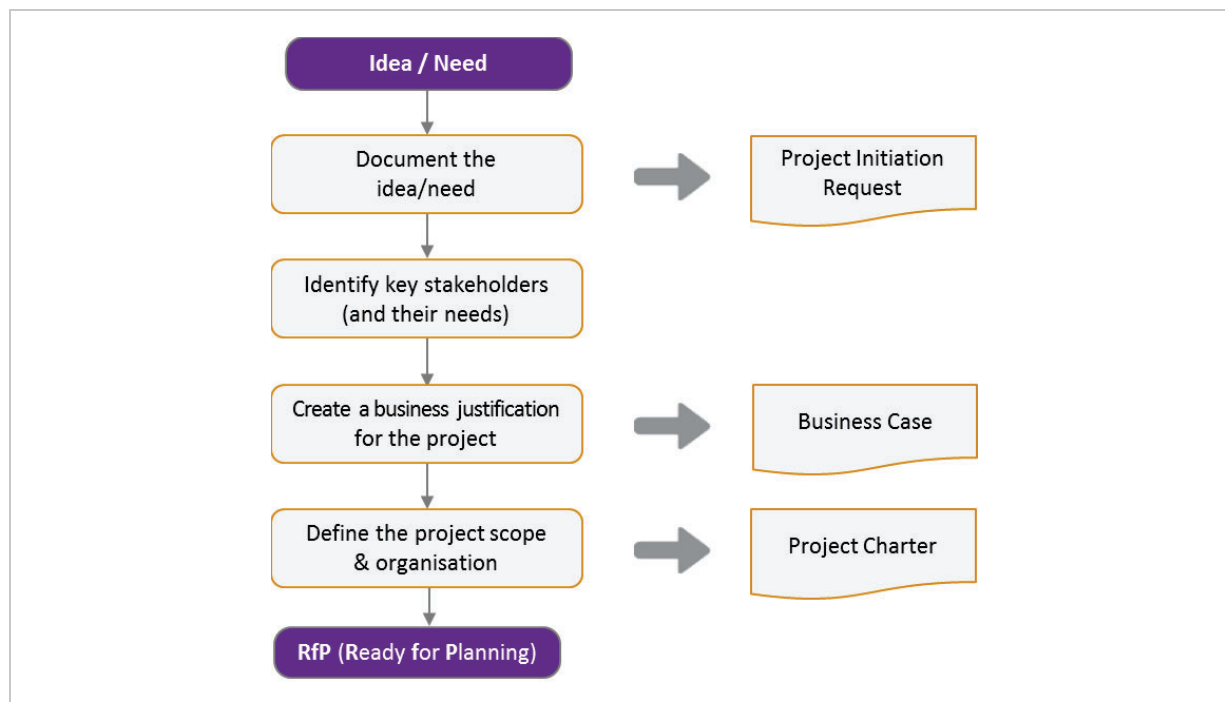 Idea / Need
Document the
idea/need
Project Initiation
Request
Identify key stakeholders
(and their needs)
Create a business justification
for the project
Business Case
Define the project scope
& organisation
Project Charter
RfP (Ready for Planning)